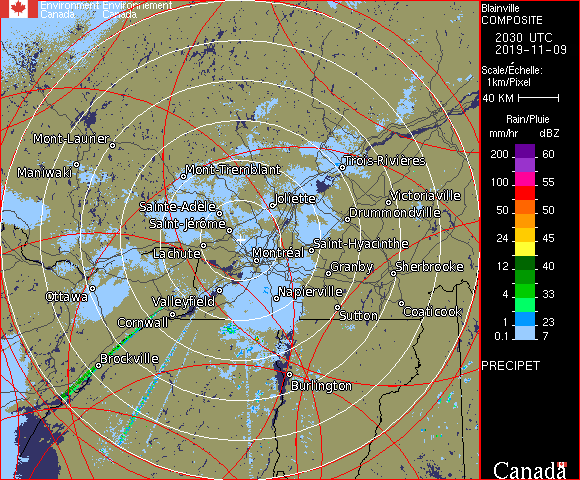 Environment Environnement
Canada Canada
Mont-Laurier
Maniwaki
Mont-Tremblant
Trois-Rivières
Sainte-Adèle
Joliette
Victoriaville
Saint-Jérôme
Drummondville
Lachute
Montréal
Saint-Hyacinthe
Granby
Sherbrooke
Ottawa
Valleyfield
Napierville
Cornwall
Sutton
Coaticook
Brockville
Burlington
Blainville
COMPOSITE
2030 UTC
2019-11-09
Scale/Échelle:
1km/Pixel
40 KM
Rain/Pluie
mm/hr dBZ
200 60
100 55
50 50
24 45
12 40
4 33
1 23
0.1 7
PRECIPET
Canada